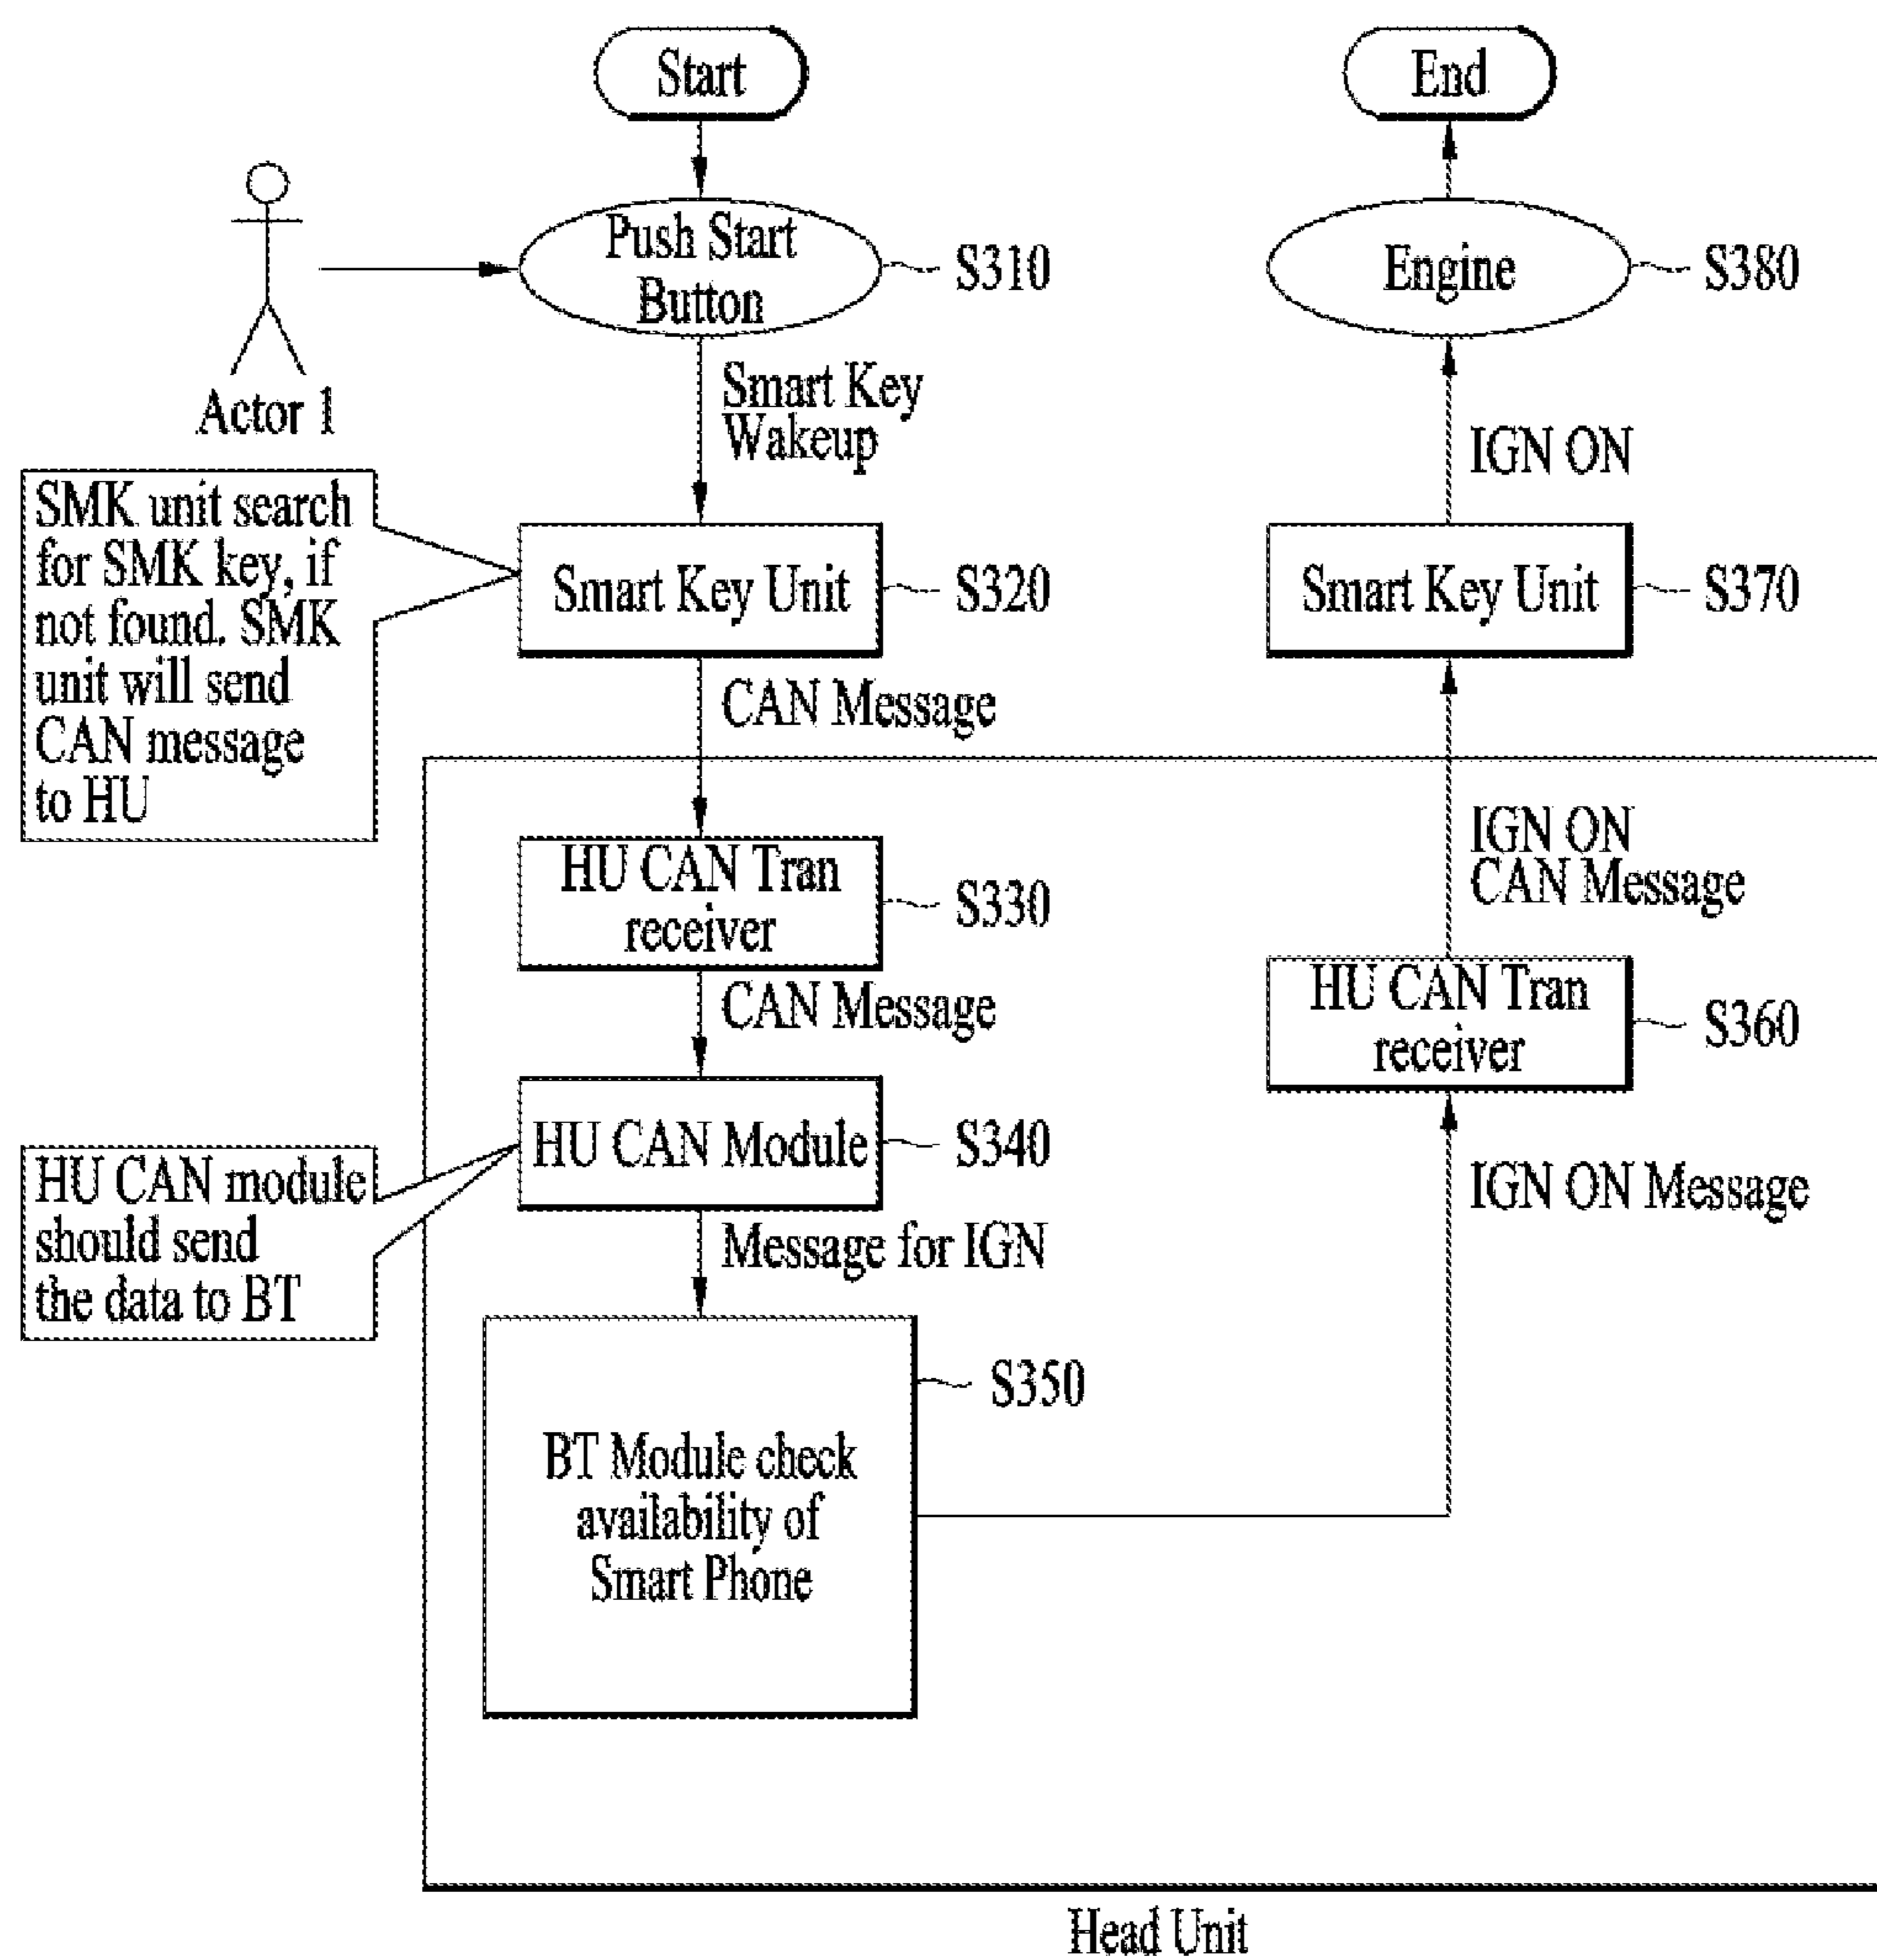 Start
End
Push Start
Button
S310
Engine
S380
Actor 1
Smart Key
Wakeup
IGN ON
SMK unit search
for SMK key, if
not found. SMK
unit will send
CAN message
to HU
Smart Key Unit
S320
Smart Key Unit
S370
CAN Message
HU CAN Tran
receiver
S330
IGN ON
CAN Message
CAN Message
HU CAN Tran
receiver
S360
HU CAN Module
S340
HU CAN module
should send
the data to BT
Message for IGN
IGN ON Message
S350
BT Module check
availability of
Smart Phone
Head Unit